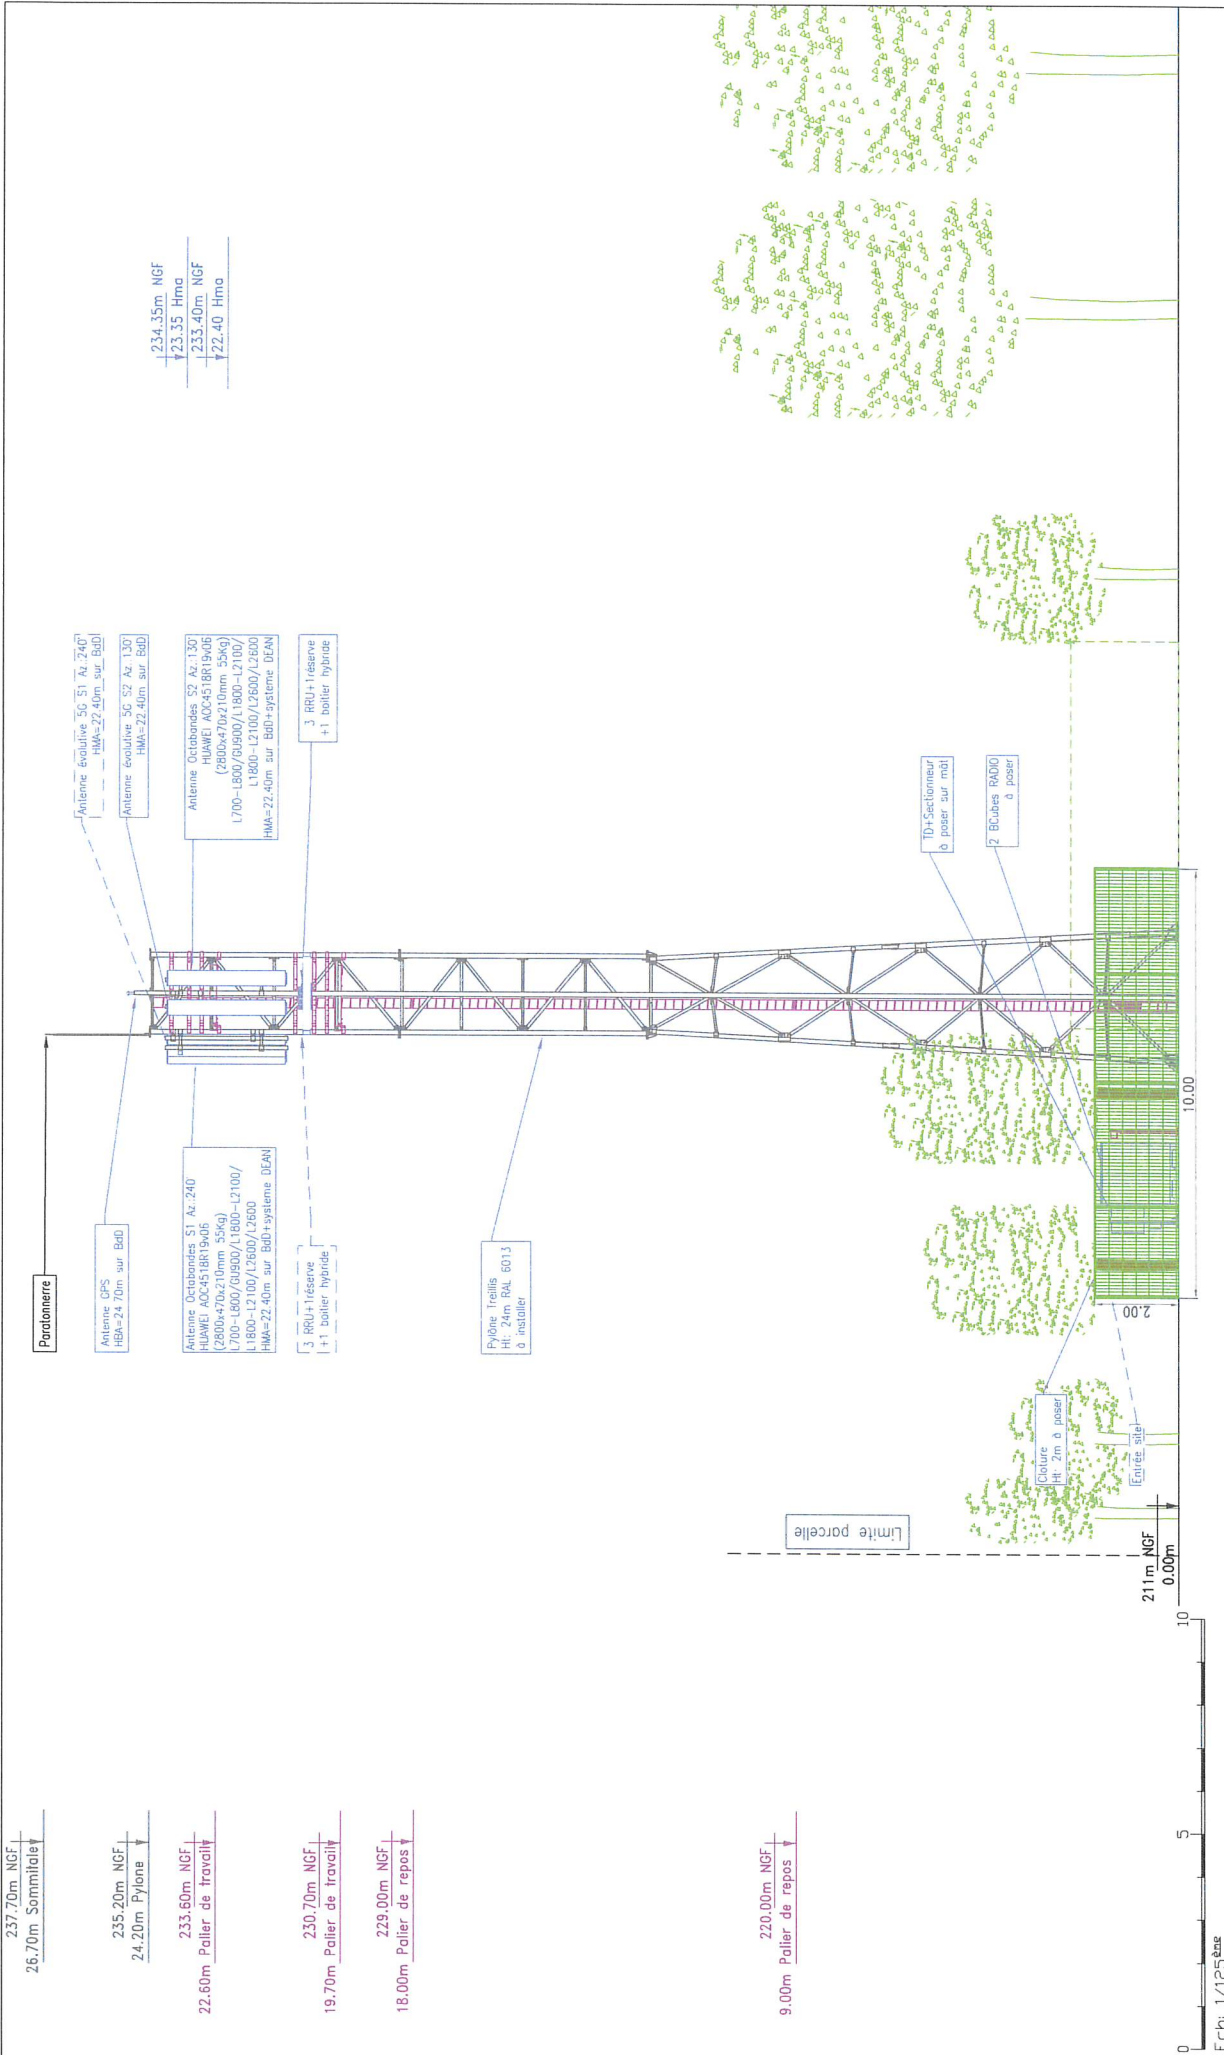 237.70m NGF
26.70m Sommitale
235.20m NGF
24.20m Pylone
233.60m NGF
22.60m Palier de travail
230.70m NGF
19.70m Palier de travail
229.00m NGF
18.00m Palier de repos
220.00m NGF
9.00m Palier de repos
Paratonnerre
Antenne GPS
HBA=24.70m sur BdD
Antenne Octabandes S1 Az.:240°
HUAWEI AOC4518R19v06
(2800x470x210mm 55Kg)
L700-L800/GU900/L1800-L2100/
L1800-L2100/L2600/L2600
HMA=22.40m sur BdD+systeme DEAN
3 RRU+1réserve
+1 boitier hybride
Pylône Treillis
Ht: 24m RAL 6013
à installer
Antenne évolutive 5G S1 Az.:240°
HMA=22.40m sur BdD
Antenne évolutive 5G S2 Az.:130°
HMA=22.40m sur BdD
Antenne Octabandes S2 Az.:130°
HUAWEI AOC4518R19v06
(2800x470x210mm 55Kg)
L700-L800/GU900/L1800-L2100/
L1800-L2100/L2600/L2600
HMA=22.40m sur BdD+systeme DEAN
3 RRU+1réserve
+1 boitier hybride
234.35m NGF
23.35 Hma
233.40m NGF
22.40 Hma
TD+Sectionneur
à poser sur mât
2 BCubes RADIO
à poser
Limite parcelle
Cloture
Ht: 2m à poser
Entrée site
211m NGF
0.00m
2.00
10.00
0
5
10
Ech: 1/125ème